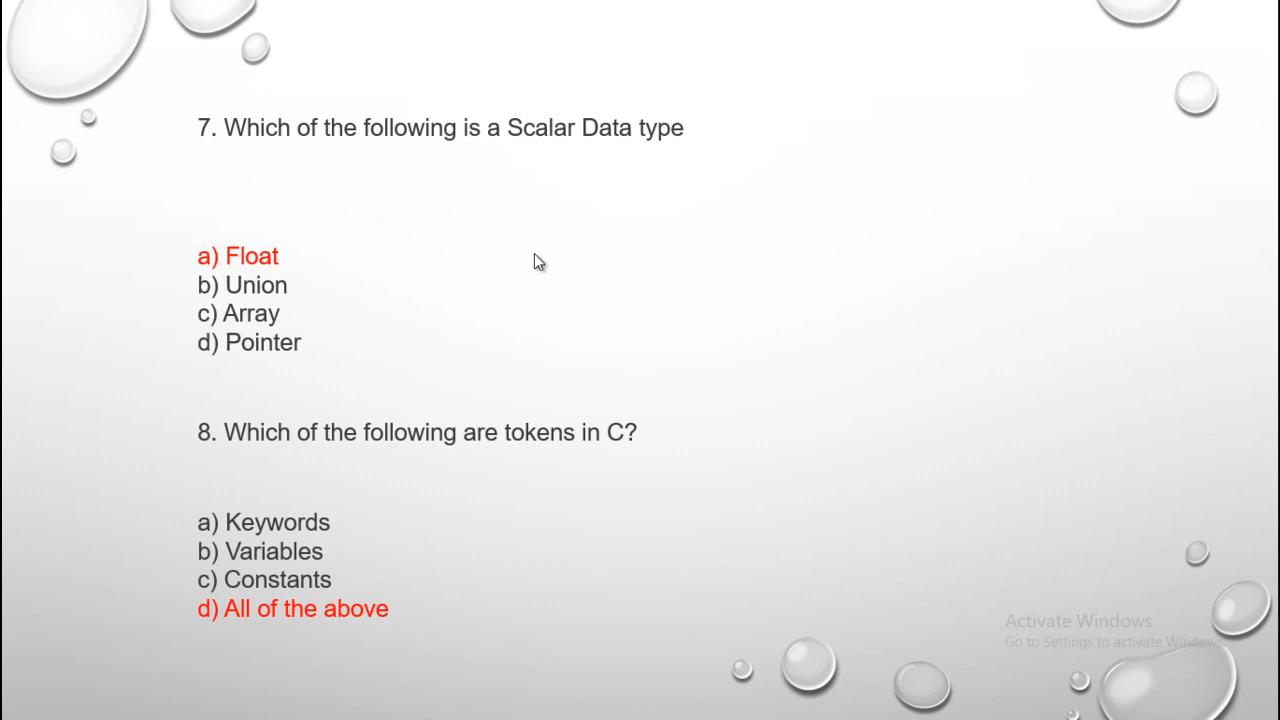 7. Which of the following is a Scalar Data type
a) Float
b) Union
c) Array
d) Pointer
8. Which of the following are tokens in C?
a) Keywords
b) Variables
c) Constants
d) All of the above
Activate Windows
Go to Settings to activate Windows.